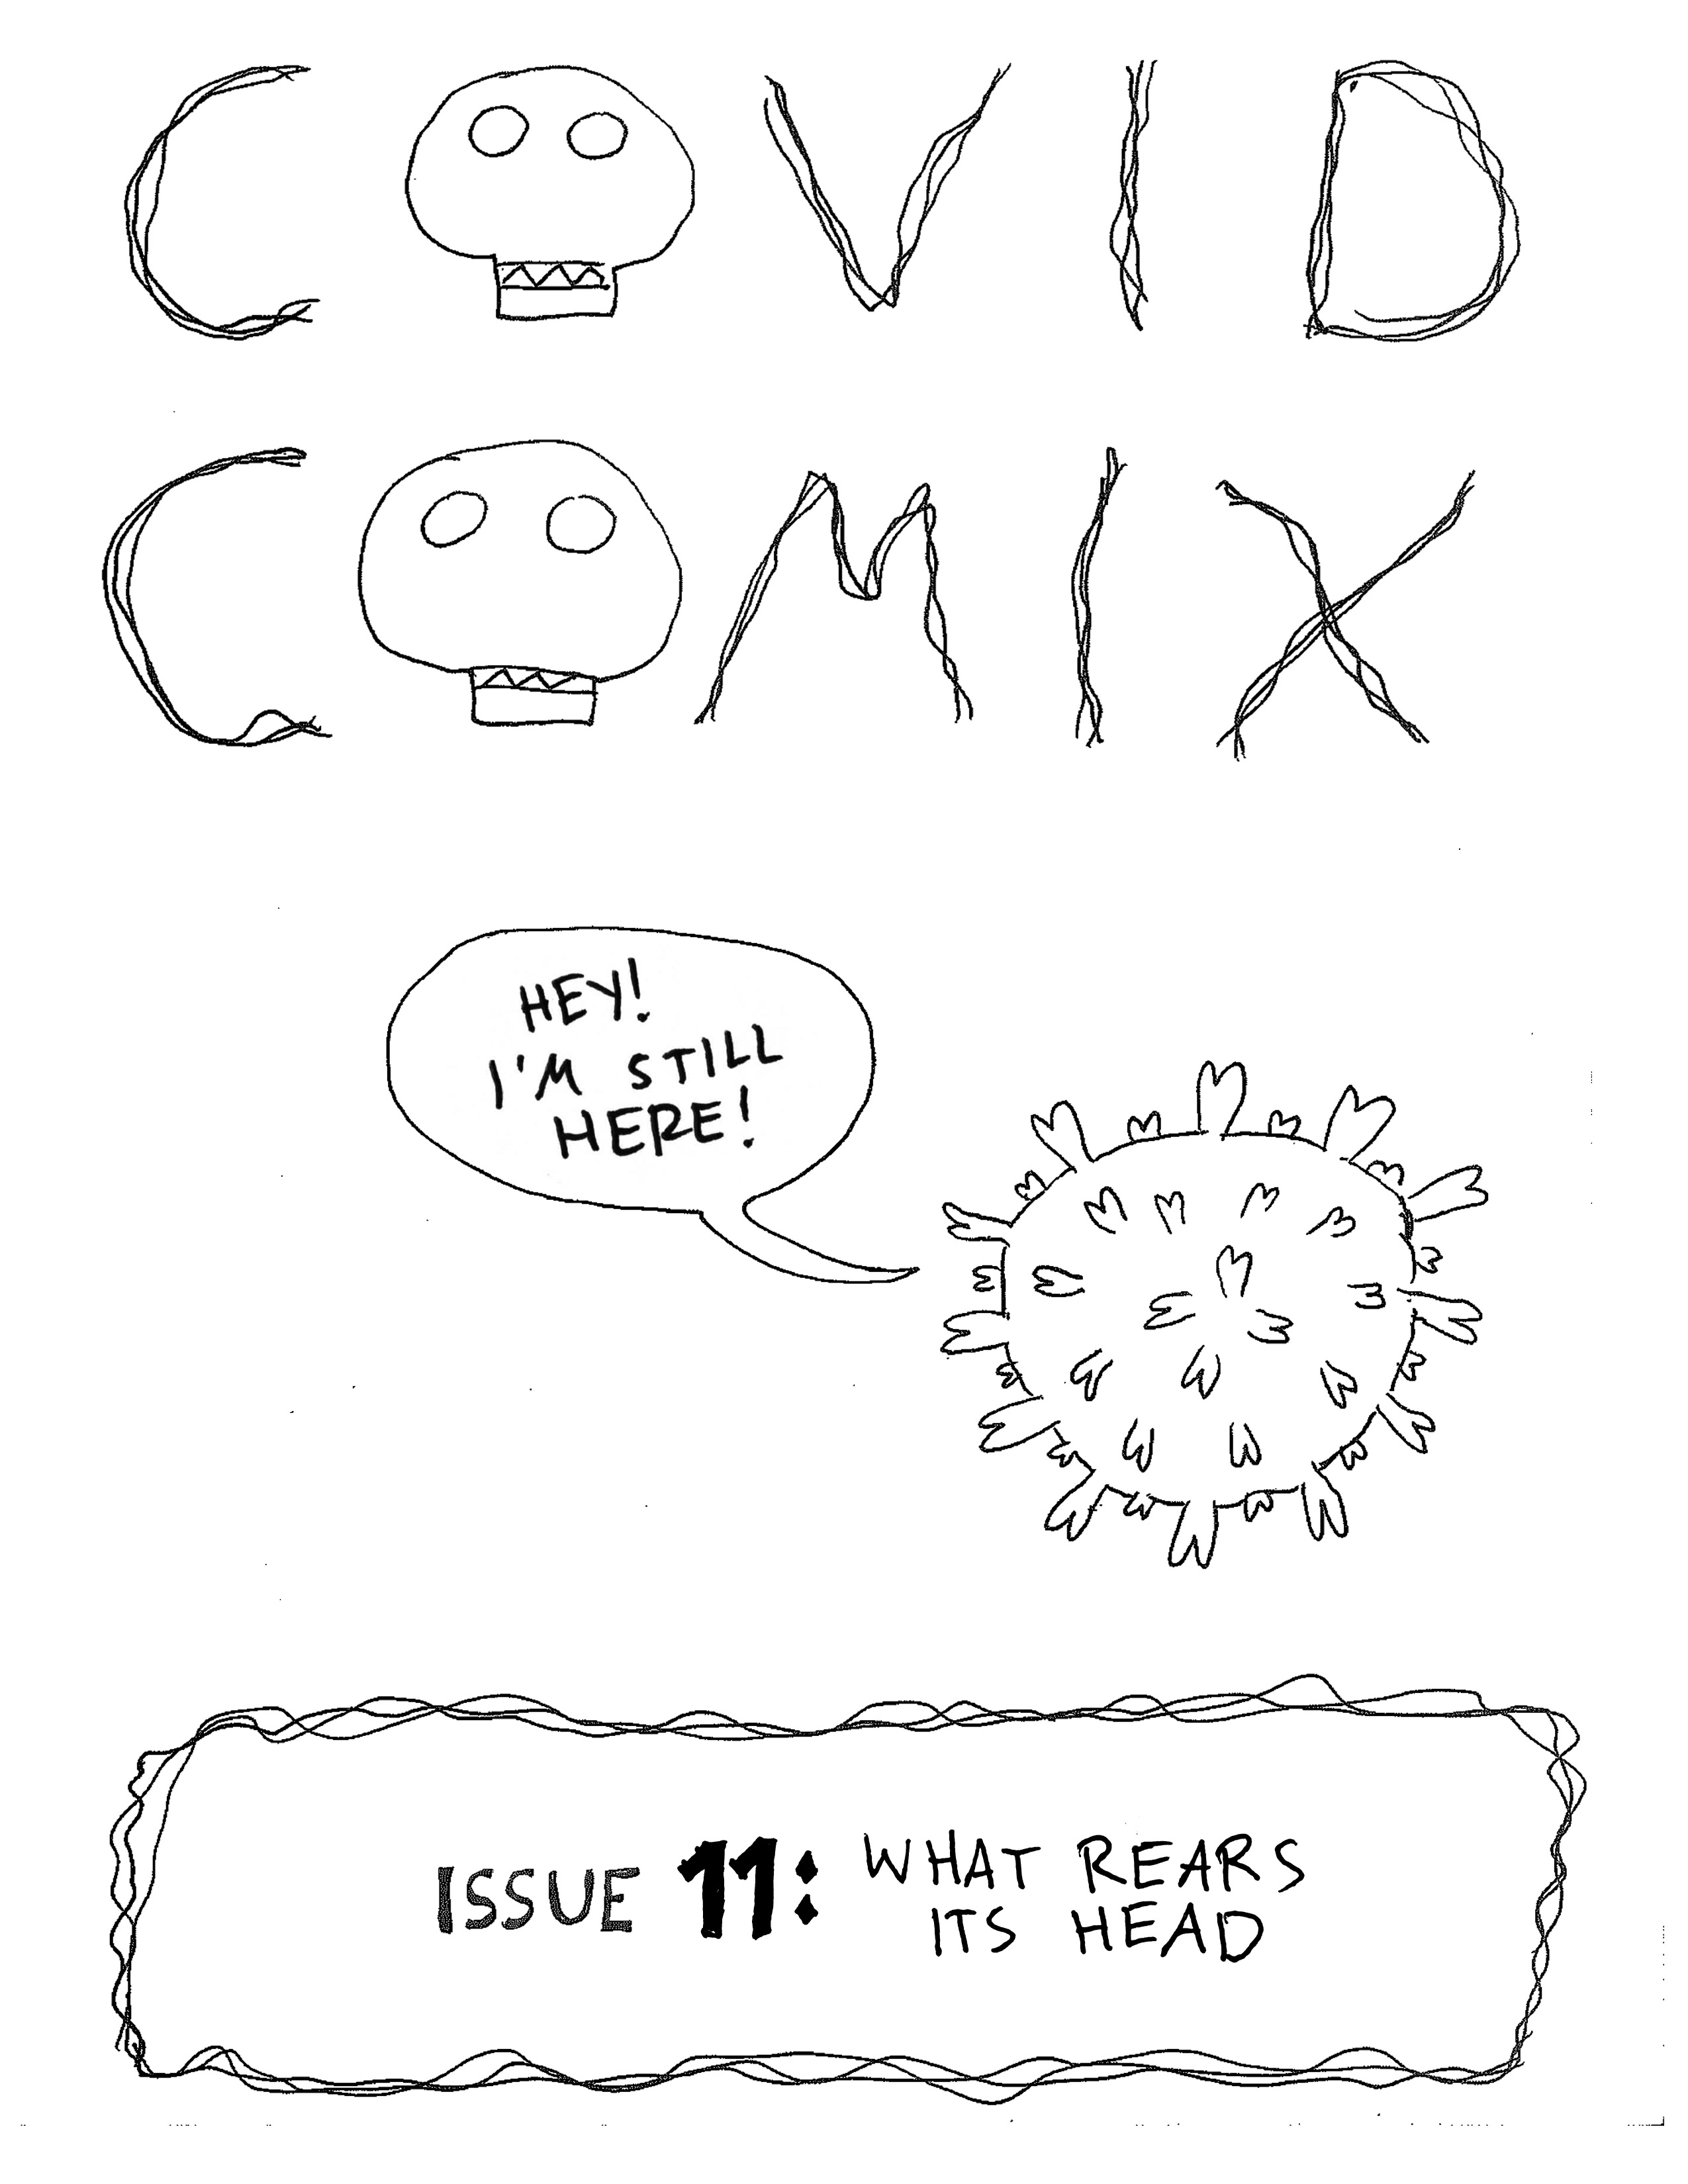 COVID
COMIX
HEY!
I'M STILL
HERE!
ISSUE 11: WHAT REARS
ITS HEAD